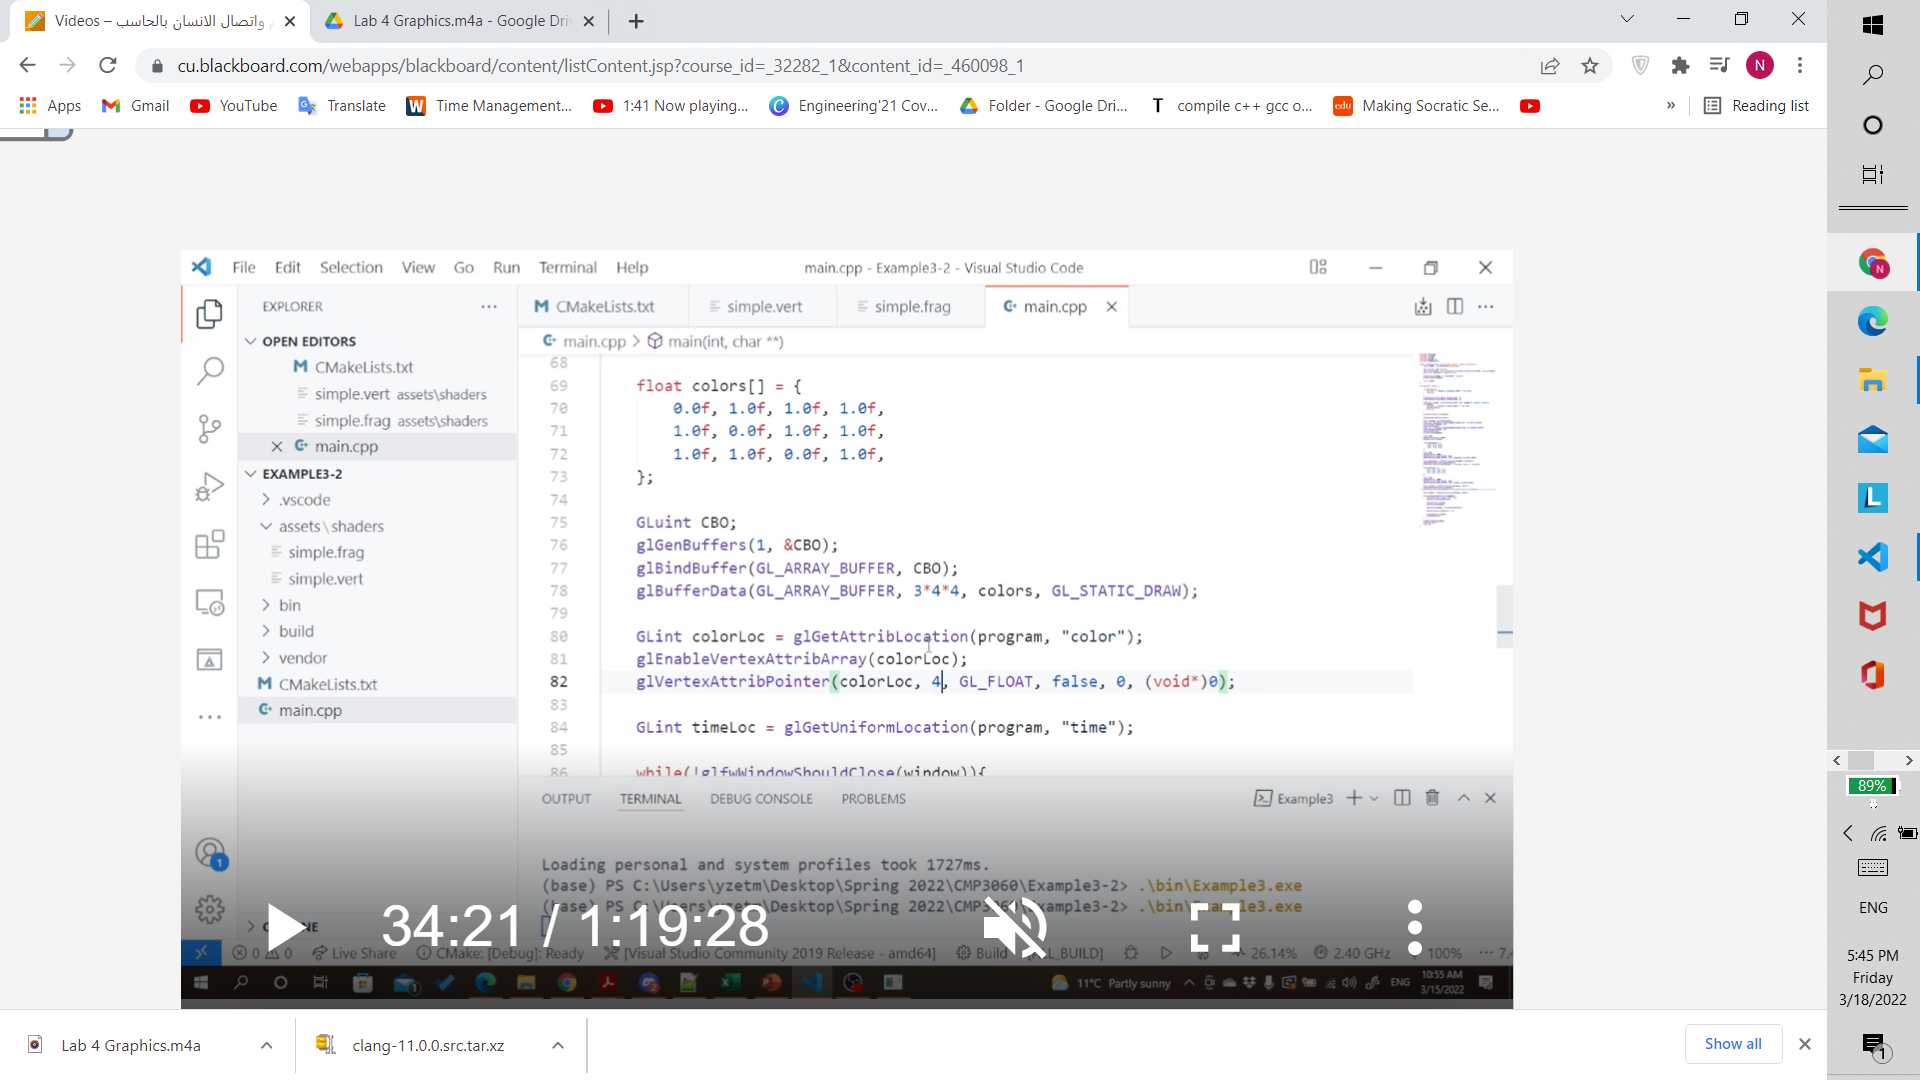 Videos – م واتصال الانسان بالحاسب
Lab 4 Graphics.m4a - Google Dri
cu.blackboard.com/webapps/blackboard/content/listContent.jsp?course_id=_32282_1&content_id=_460098_1
N
Apps Gmail YouTube Translate Time Management... 1:41 Now playing... Engineering'21 Cov... Folder - Google Dri... compile c++ gcc o... Making Socratic Se... » Reading list
File Edit Selection View Go Run Terminal Help main.cpp - Example3-2 - Visual Studio Code
EXPLORER ...
CMakeLists.txt simple.vert simple.frag main.cpp
main.cpp > main(int, char **)
OPEN EDITORS
CMakeLists.txt
simple.vert assets\shaders
simple.frag assets\shaders
main.cpp
EXAMPLE3-2
.vscode
assets\shaders
simple.frag
simple.vert
bin
build
vendor
CMakeLists.txt
main.cpp
68
69 float colors[] = {
70 0.0f, 1.0f, 1.0f, 1.0f,
71 1.0f, 0.0f, 1.0f, 1.0f,
72 1.0f, 1.0f, 0.0f, 1.0f,
73 };
74
75 GLuint CBO;
76 glGenBuffers(1, &CBO);
77 glBindBuffer(GL_ARRAY_BUFFER, CBO);
78 glBufferData(GL_ARRAY_BUFFER, 3*4*4, colors, GL_STATIC_DRAW);
79
80 GLint colorLoc = glGetAttribLocation(program, "color");
81 glEnableVertexAttribArray(colorLoc);
82 glVertexAttribPointer(colorLoc, 4, GL_FLOAT, false, 0, (void*)0);
83
84 GLint timeLoc = glGetUniformLocation(program, "time");
85
86 while(!glfwWindowShouldClose(window)){
OUTPUT TERMINAL DEBUG CONSOLE PROBLEMS Example3
Loading personal and system profiles took 1727ms.
(base) PS C:\Users\yzetm\Desktop\Spring 2022\CMP3060\Example3-2> .\bin\Example3.exe
(base) PS C:\Users\yzetm\Desktop\Spring 2022\CMP3060\Example3-2> .\bin\Example3.exe
34:21 / 1:19:28
0 0 Live Share CMake: [Debug]: Ready [Visual Studio Community 2019 Release - amd64] Build 26.14% 2.40 GHz 100%
11°C Partly sunny ENG 10:55 AM
3/15/2022
Lab 4 Graphics.m4a
clang-11.0.0.src.tar.xz
Show all
89%
ENG
5:45 PM
Friday
3/18/2022
1